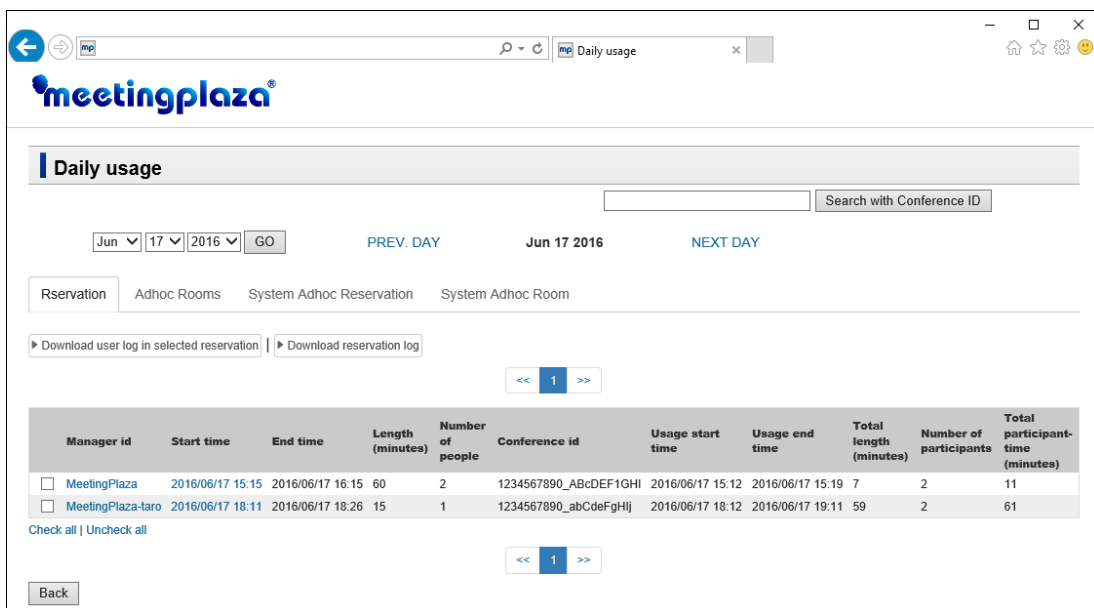 mp
mp Daily usage
meetingplaza®
Daily usage
Search with Conference ID
Jun 17 2016 GO PREV. DAY Jun 17 2016 NEXT DAY
Rservation Adhoc Rooms System Adhoc Reservation System Adhoc Room
Download user log in selected reservation | Download reservation log
<< 1 >>
Manager id Start time End time Length (minutes) Number of people Conference id Usage start time Usage end time Total length (minutes) Number of participants Total participant-time (minutes)
MeetingPlaza 2016/06/17 15:15 2016/06/17 16:15 60 2 1234567890_ABcDEF1GHI 2016/06/17 15:12 2016/06/17 15:19 7 2 11
MeetingPlaza-taro 2016/06/17 18:11 2016/06/17 18:26 15 1 1234567890_abCdeFgHIj 2016/06/17 18:12 2016/06/17 19:11 59 2 61
Check all | Uncheck all
<< 1 >>
Back